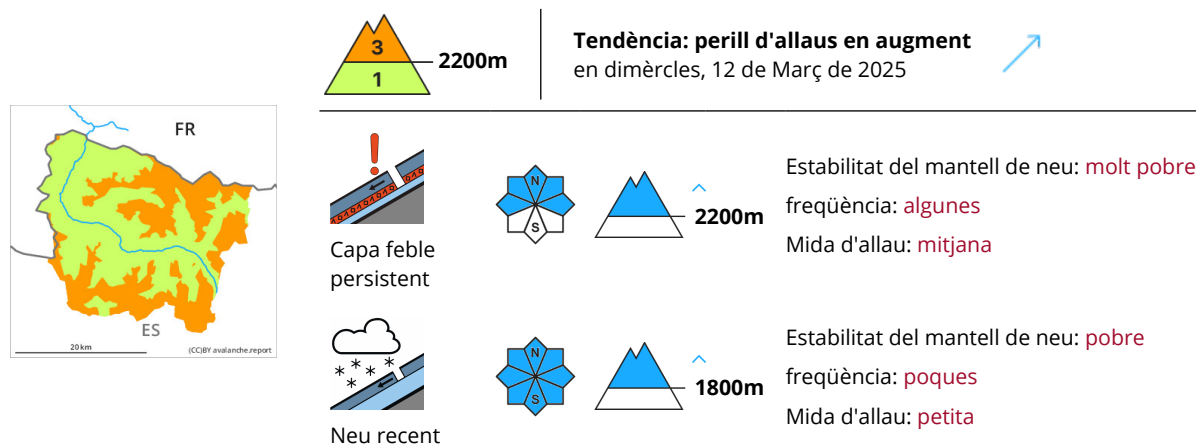 3
1
2200m
Tendència: perill d'allaus en augment
en dimècres, 12 de Març de 2025
FR
ES
20 km
(CC)BY avalanche.report
Capa feble
persistent
N
S
2200m
Estabilitat del mantell de neu: molt pobre
freqüència: algunes
Mida d'allau: mitjana
Neu recent
N
S
1800m
Estabilitat del mantell de neu: pobre
freqüència: poques
Mida d'allau: petita